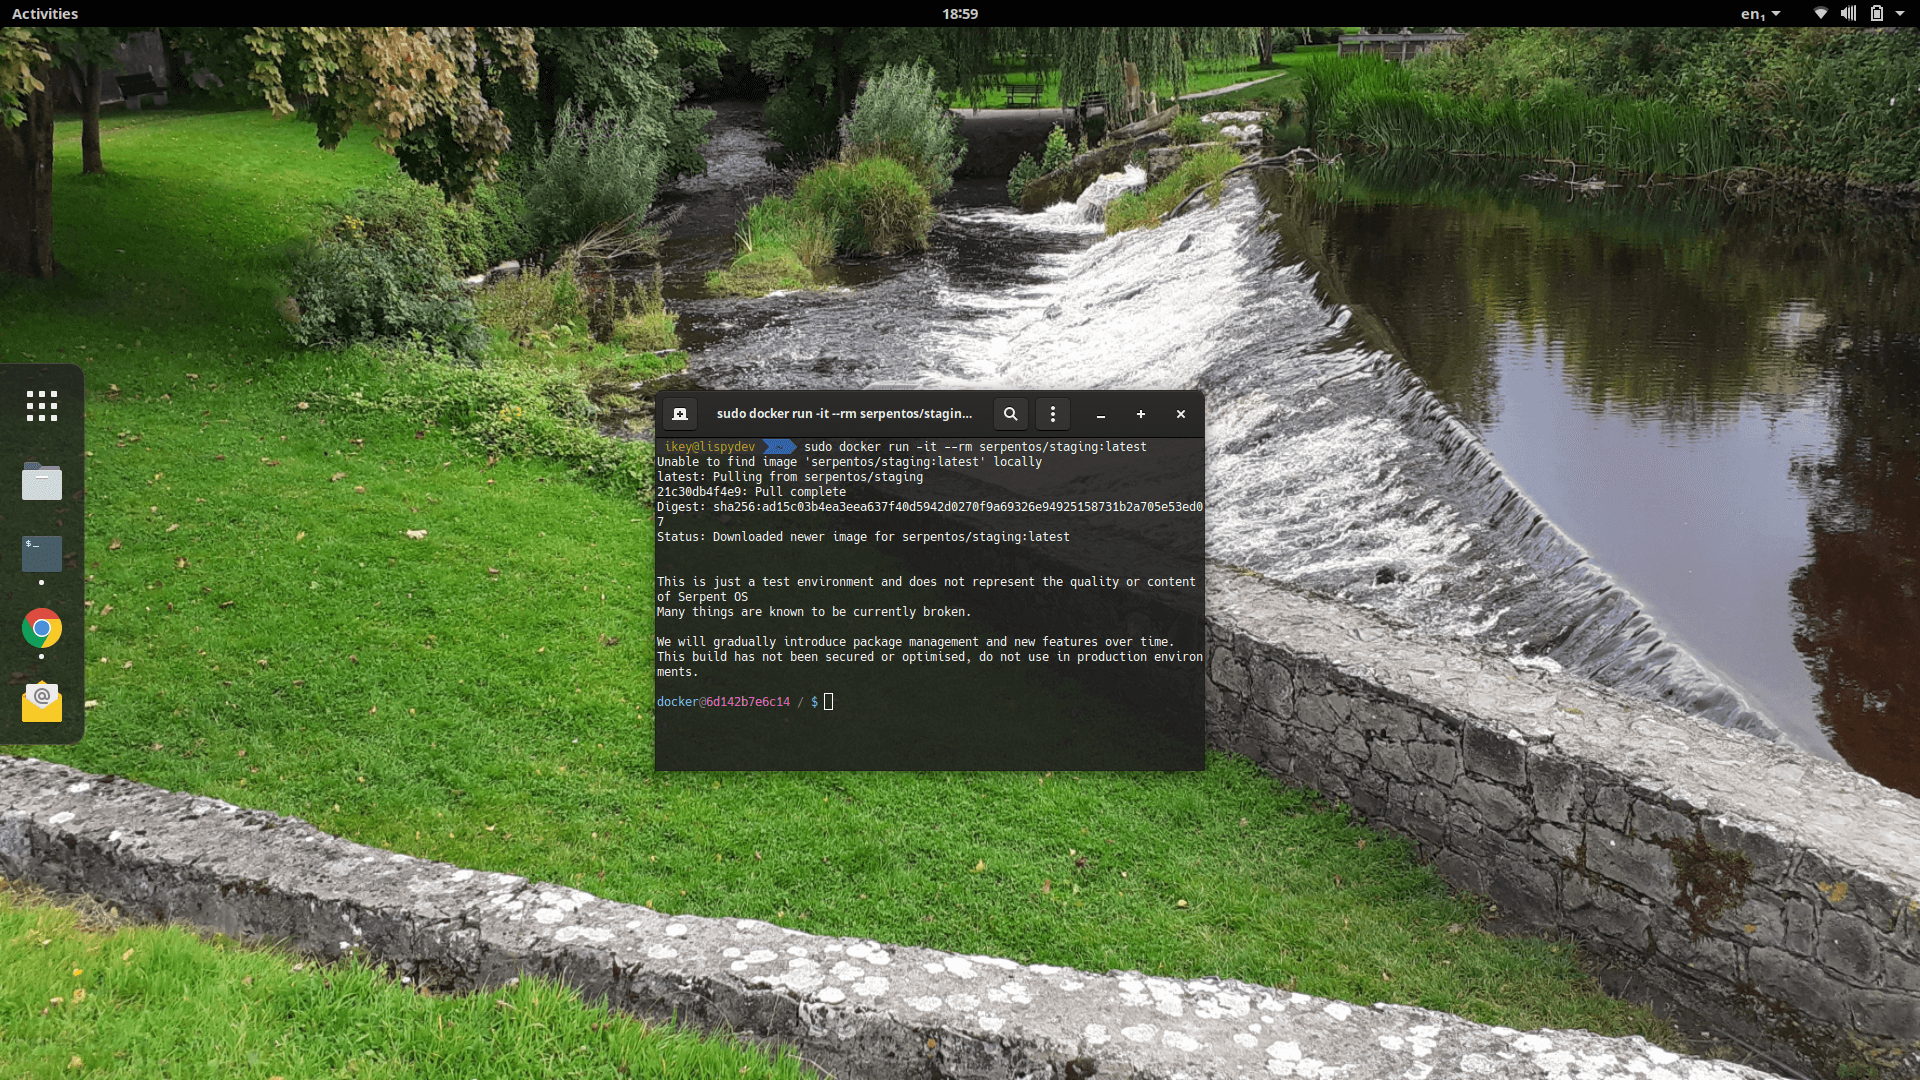 Activities
18:59
en₁
sudo docker run -it --rm serpentos/stagin...
ikey@lispydev ~ sudo docker run -it --rm serpentos/staging:latest
Unable to find image 'serpentos/staging:latest' locally
latest: Pulling from serpentos/staging
21c30db4f4e9: Pull complete
Digest: sha256:ad15c03b4ea3eea637f40d5942d0270f9a69326e94925158731b2a705e53ed0
7
Status: Downloaded newer image for serpentos/staging:latest
This is just a test environment and does not represent the quality or content
of Serpent OS
Many things are known to be currently broken.
We will gradually introduce package management and new features over time.
This build has not been secured or optimised, do not use in production environ
ments.
docker@6d142b7e6c14 / $
$_
@